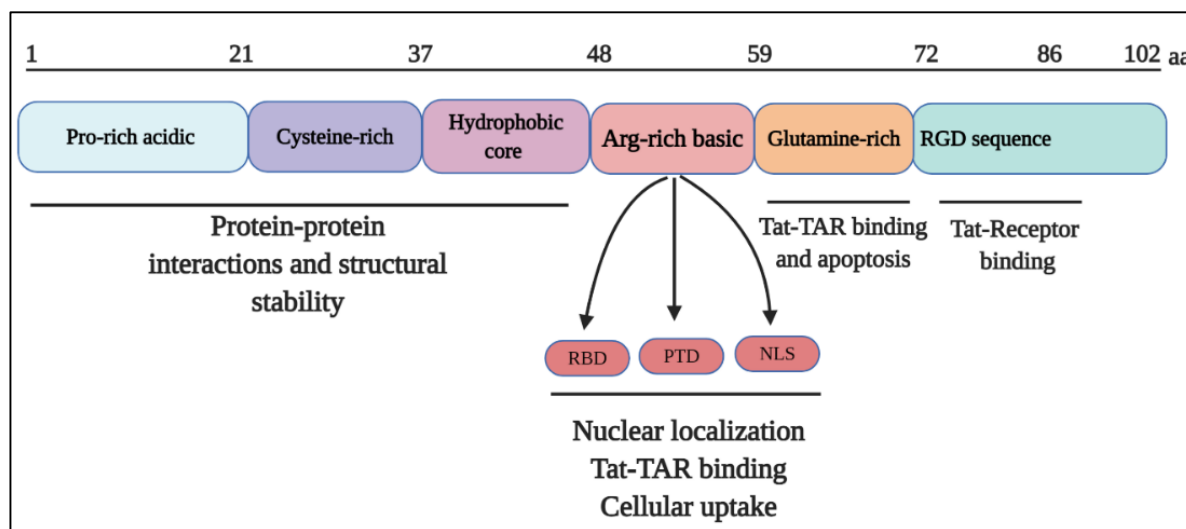 1 21 37 48 59 72 86 102 aa
Pro-rich acidic
Cysteine-rich
Hydrophobic
core
Arg-rich basic
Glutamine-rich
RGD sequence
Protein-protein
interactions and structural
stability
Tat-TAR binding
and apoptosis
Tat-Receptor
binding
RBD
PTD
NLS
Nuclear localization
Tat-TAR binding
Cellular uptake